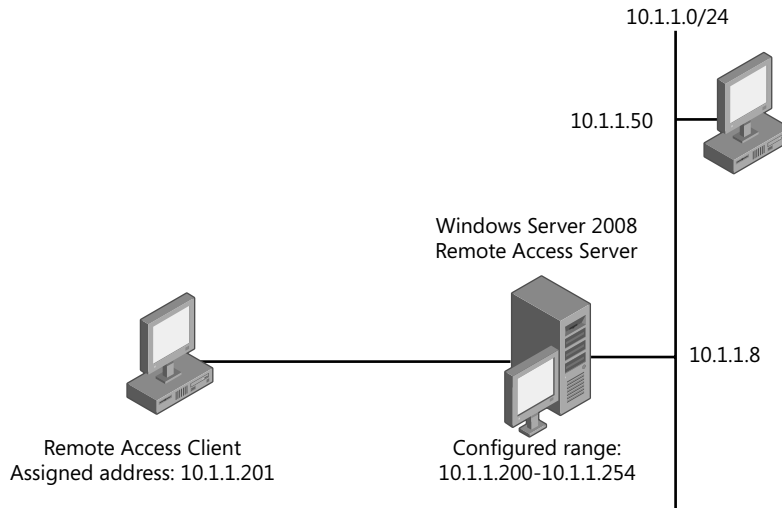 10.1.1.0/24
10.1.1.50
Windows Server 2008
Remote Access Server
10.1.1.8
Remote Access Client
Assigned address: 10.1.1.201
Configured range:
10.1.1.200-10.1.1.254